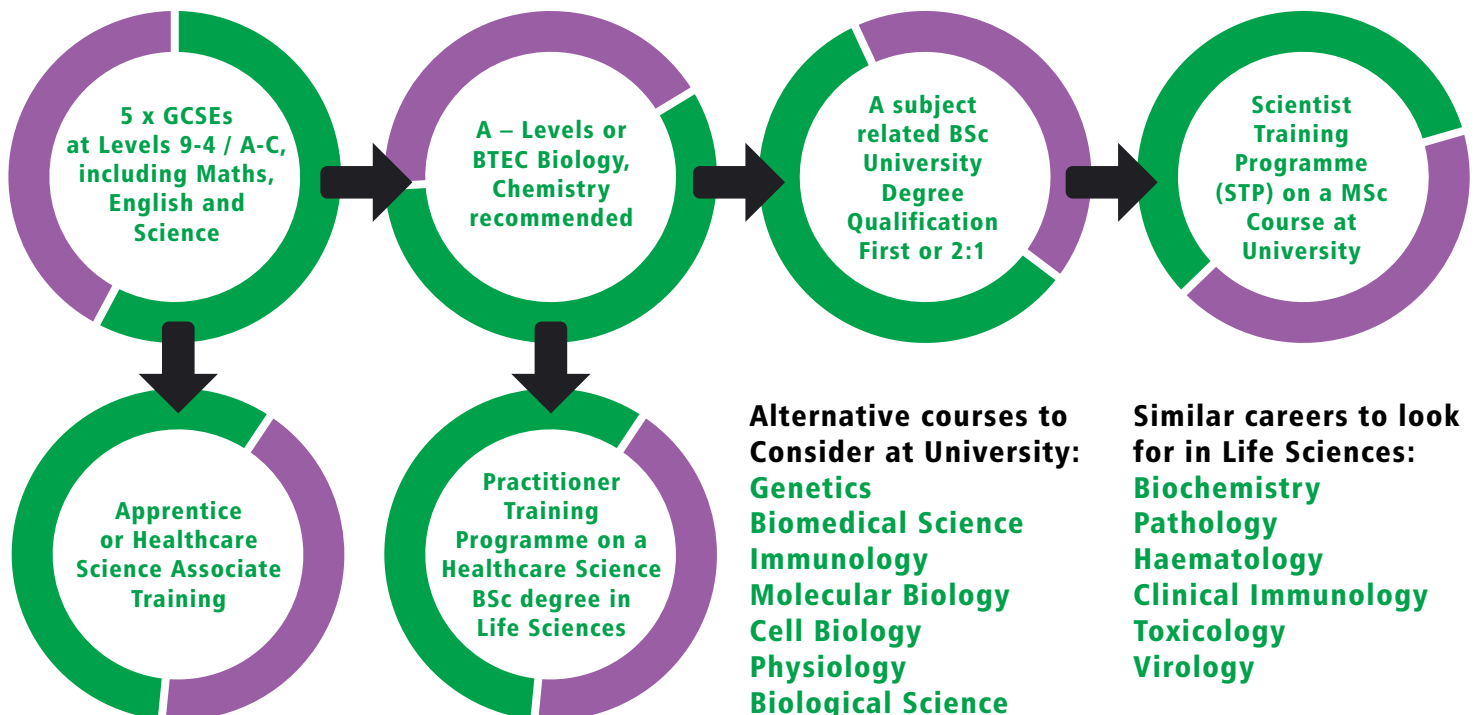 5 x GCSEs
at Levels 9-4 / A-C,
including Maths,
English and
Science
A – Levels or
BTEC Biology,
Chemistry
recommended
A subject
related BSc
University
Degree
Qualification
First or 2:1
Scientist
Training
Programme
(STP) on a MSc
Course at
University
Apprentice
or Healthcare
Science Associate
Training
Practitioner
Training
Programme on a
Healthcare Science
BSc degree in
Life Sciences
Alternative courses to
Consider at University:
Genetics
Biomedical Science
Immunology
Molecular Biology
Cell Biology
Physiology
Biological Science
Similar careers to look
for in Life Sciences:
Biochemistry
Pathology
Haematology
Clinical Immunology
Toxicology
Virology